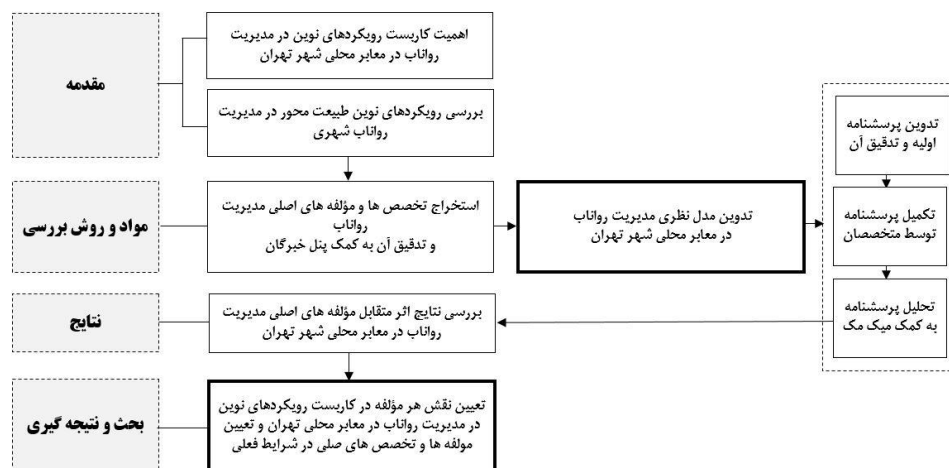 مقدمه
اهمیت کاربست رویکردهای نوین در مدیریت
رواناب در معابر محلی شهر تهران
بررسی رویکردهای نوین طبیعت محور در مدیریت
رواناب شهری
مواد و روش بررسی
استخراج تخصص ها و مؤلفه های اصلی مدیریت
رواناب
و تدقیق آن به کمک پنل خبرگان
تدوین مدل نظری مدیریت رواناب
در معابر محلی شهر تهران
تدوین پرسشنامه
اولیه و تدقیق آن
تکمیل پرسشنامه
توسط متخصصان
تحلیل پرسشنامه
به کمک میک مک
نتایج
بررسی نتایج اثر متقابل مؤلفه های اصلی مدیریت
رواناب در معابر محلی شهر تهران
بحث و نتیجه گیری
تعیین نقش هر مؤلفه در کاربست رویکردهای نوین
در مدیریت رواناب در معابر محلی تهران و تعیین
مولفه ها و تخصص های صلی در شرایط فعلی